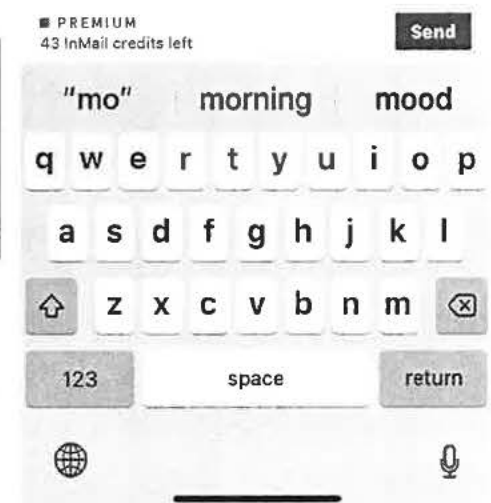 PREMIUM
43 InMail credits left
Send
"mo" morning mood
q w e r t y u i o p
a s d f g h j k l
z x c v b n m
123 space return